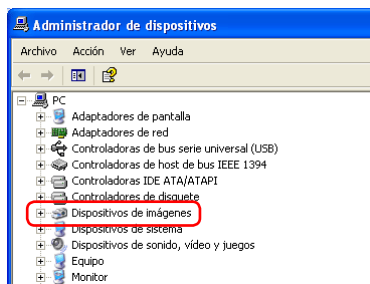 Administrador de dispositivos
Archivo Acción Ver Ayuda
PC
Adaptadores de pantalla
Adaptadores de red
Controladoras de bus serie universal (USB)
Controladoras de host de bus IEEE 1394
Controladoras IDE ATA/ATAPI
Controladoras de disquete
Dispositivos de imágenes
Dispositivos de sistema
Dispositivos de sonido, vídeo y juegos
Equipo
Monitor